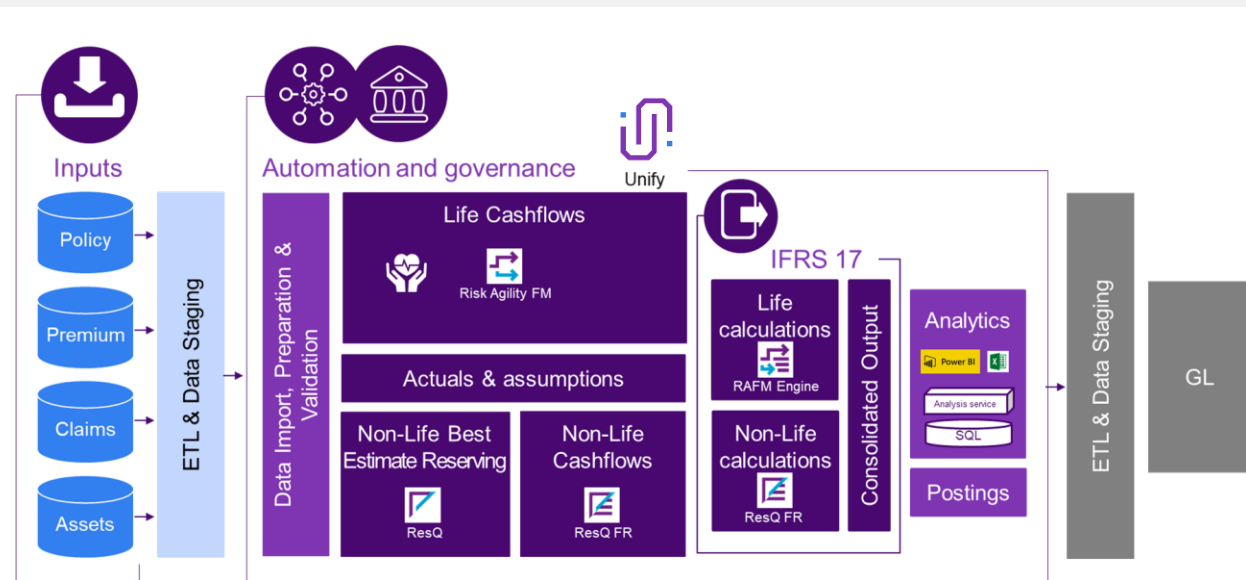 Inputs
Policy
Premium
Claims
Assets
ETL & Data Staging
Automation and governance
Unify
Data Import, Preparation &
Validation
Life Cashflows
Risk Agility FM
Actuals & assumptions
Non-Life Best
Estimate Reserving
ResQ
Non-Life
Cashflows
ResQ FR
IFRS 17
Life
calculations
RAFM Engine
Non-Life
calculations
ResQ FR
Consolidated Output
Analytics
Power BI
Analysis service
SQL
Postings
ETL & Data Staging
GL